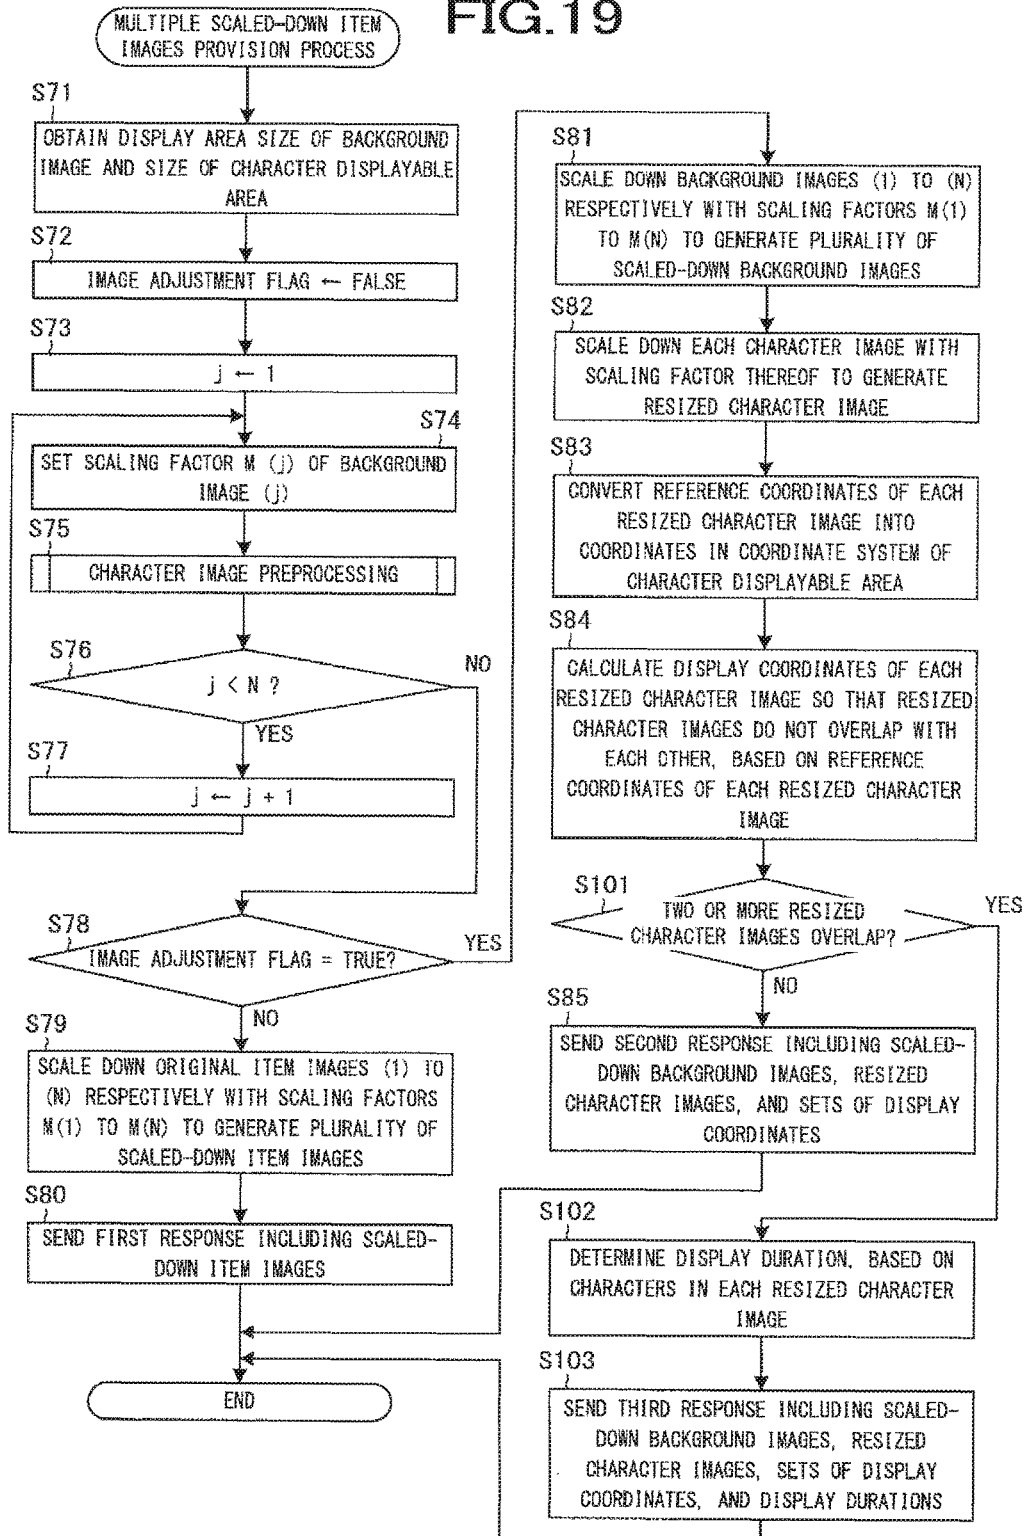 FIG.19
MULTIPLE SCALED-DOWN ITEM
IMAGES PROVISION PROCESS
S71
OBTAIN DISPLAY AREA SIZE OF BACKGROUND
IMAGE AND SIZE OF CHARACTER DISPLAYABLE
AREA
S72
IMAGE ADJUSTMENT FLAG ← FALSE
S73
j ← 1
S74
SET SCALING FACTOR M (j) OF BACKGROUND
IMAGE (j)
S75
CHARACTER IMAGE PREPROCESSING
S76
j < N ?
NO
YES
S77
j ← j + 1
S78
IMAGE ADJUSTMENT FLAG = TRUE?
YES
NO
S79
SCALE DOWN ORIGINAL ITEM IMAGES (1) TO
(N) RESPECTIVELY WITH SCALING FACTORS
M(1) TO M(N) TO GENERATE PLURALITY OF
SCALED-DOWN ITEM IMAGES
S80
SEND FIRST RESPONSE INCLUDING SCALED-
DOWN ITEM IMAGES
END
S81
SCALE DOWN BACKGROUND IMAGES (1) TO (N)
RESPECTIVELY WITH SCALING FACTORS M(1)
TO M(N) TO GENERATE PLURALITY OF
SCALED-DOWN BACKGROUND IMAGES
S82
SCALE DOWN EACH CHARACTER IMAGE WITH
SCALING FACTOR THEREOF TO GENERATE
RESIZED CHARACTER IMAGE
S83
CONVERT REFERENCE COORDINATES OF EACH
RESIZED CHARACTER IMAGE INTO
COORDINATES IN COORDINATE SYSTEM OF
CHARACTER DISPLAYABLE AREA
S84
CALCULATE DISPLAY COORDINATES OF EACH
RESIZED CHARACTER IMAGE SO THAT RESIZED
CHARACTER IMAGES DO NOT OVERLAP WITH
EACH OTHER, BASED ON REFERENCE
COORDINATES OF EACH RESIZED CHARACTER
IMAGE
S101
TWO OR MORE RESIZED
CHARACTER IMAGES OVERLAP?
YES
NO
S85
SEND SECOND RESPONSE INCLUDING SCALED-
DOWN BACKGROUND IMAGES, RESIZED
CHARACTER IMAGES, AND SETS OF DISPLAY
COORDINATES
S102
DETERMINE DISPLAY DURATION, BASED ON
CHARACTERS IN EACH RESIZED CHARACTER
IMAGE
S103
SEND THIRD RESPONSE INCLUDING SCALED-
DOWN BACKGROUND IMAGES, RESIZED
CHARACTER IMAGES, SETS OF DISPLAY
COORDINATES, AND DISPLAY DURATIONS